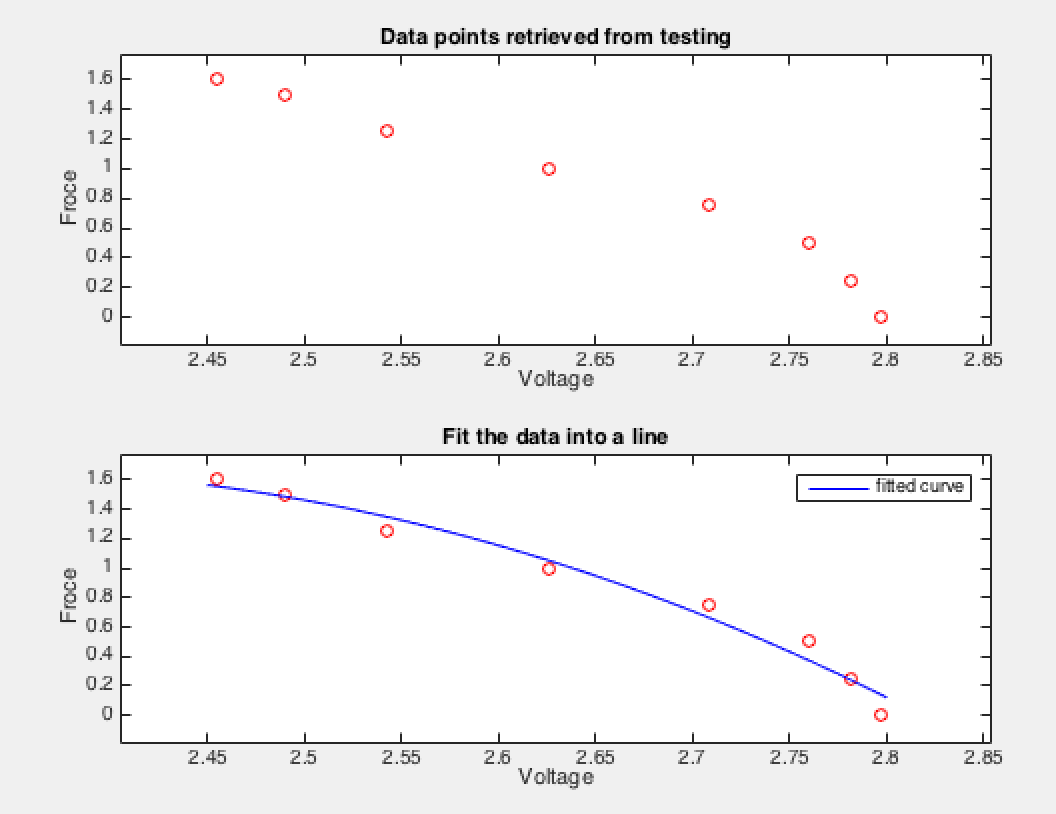 Data points retrieved from testing
1.6
1.4
1.2
1
0.8
0.6
0.4
0.2
0
Froce
2.45 2.5 2.55 2.6 2.65 2.7 2.75 2.8 2.85
Voltage
Fit the data into a line
fitted curve
1.6
1.4
1.2
1
0.8
0.6
0.4
0.2
0
Froce
2.45 2.5 2.55 2.6 2.65 2.7 2.75 2.8 2.85
Voltage